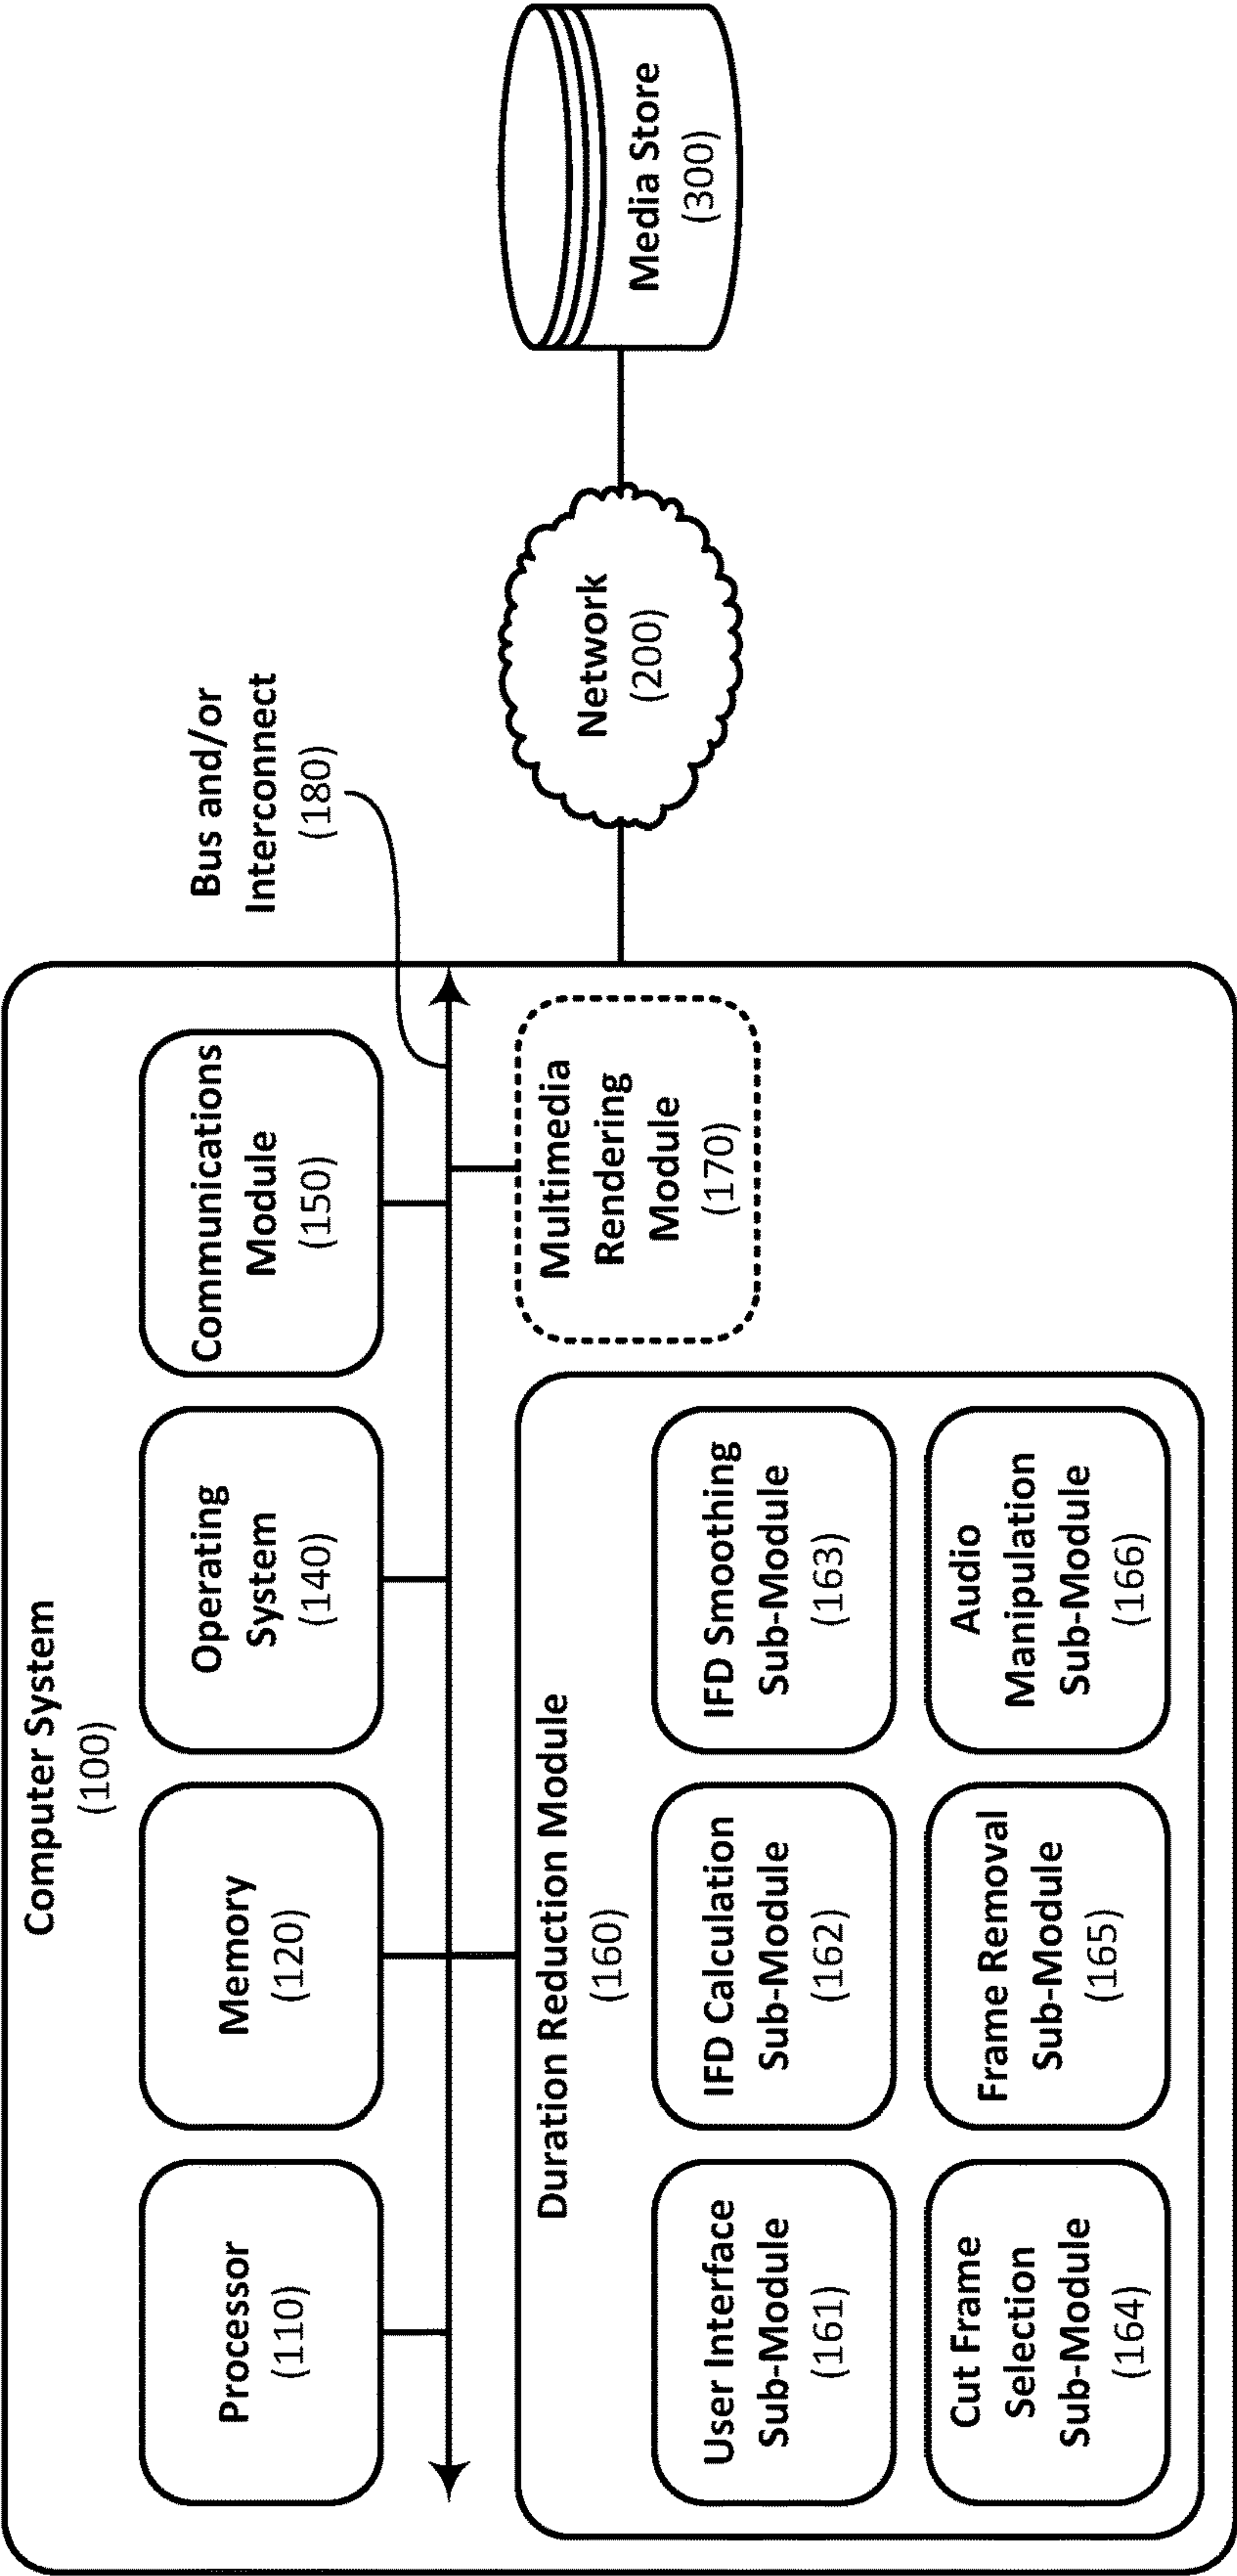 Computer System
(100)
Processor
(110)
Memory
(120)
Operating
System
(140)
Communications
Module
(150)
Bus and/or
Interconnect
(180)
Duration Reduction Module
(160)
User Interface
Sub-Module
(161)
IFD Calculation
Sub-Module
(162)
IFD Smoothing
Sub-Module
(163)
Cut Frame
Selection
Sub-Module
(164)
Frame Removal
Sub-Module
(165)
Audio
Manipulation
Sub-Module
(166)
Multimedia
Rendering
Module
(170)
Network
(200)
Media Store
(300)